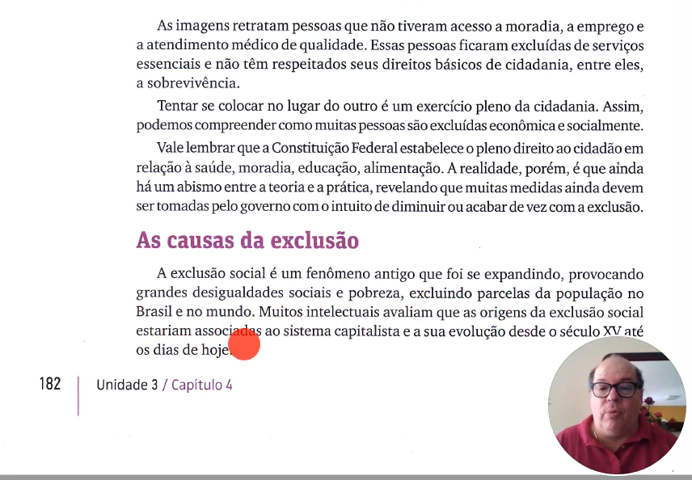 As imagens retratam pessoas que não tiveram acesso a moradia, a emprego e
a atendimento médico de qualidade. Essas pessoas ficaram excluídas de serviços
essenciais e não têm respeitados seus direitos básicos de cidadania, entre eles,
a sobrevivência.
Tentar se colocar no lugar do outro é um exercício pleno da cidadania. Assim,
podemos compreender como muitas pessoas são excluídas econômica e socialmente.
Vale lembrar que a Constituição Federal estabelece o pleno direito ao cidadão em
relação à saúde, moradia, educação, alimentação. A realidade, porém, é que ainda
há um abismo entre a teoria e a prática, revelando que muitas medidas ainda devem
ser tomadas pelo governo com o intuito de diminuir ou acabar de vez com a exclusão.
As causas da exclusão
A exclusão social é um fenômeno antigo que foi se expandindo, provocando
grandes desigualdades sociais e pobreza, excluindo parcelas da população no
Brasil e no mundo. Muitos intelectuais avaliam que as origens da exclusão social
estariam associadas ao sistema capitalista e a sua evolução desde o século XV até
os dias de hoje.
182 Unidade 3 / Capítulo 4